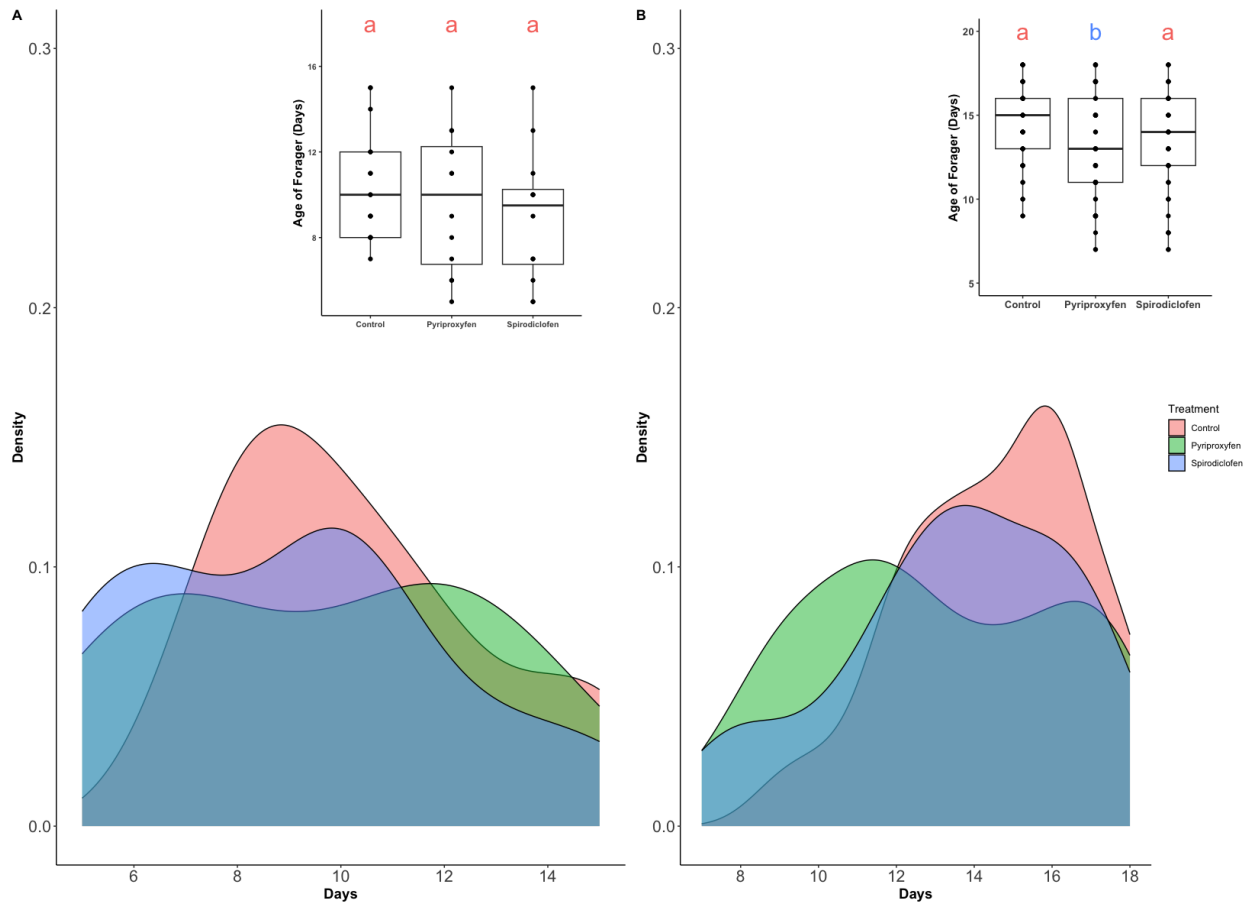 A
0.3
0.2
0.1
0.0
Density
6 8 10 12 14
Days
a a a
16
12
8
Age of Forager (Days)
Control Pyriproxyfen Spirodiclofen
B
0.3
0.2
0.1
0.0
Density
8 10 12 14 16 18
Days
a b a
20
15
10
5
Age of Forager (Days)
Control Pyriproxyfen Spirodiclofen
Treatment
Control
Pyriproxyfen
Spirodiclofen